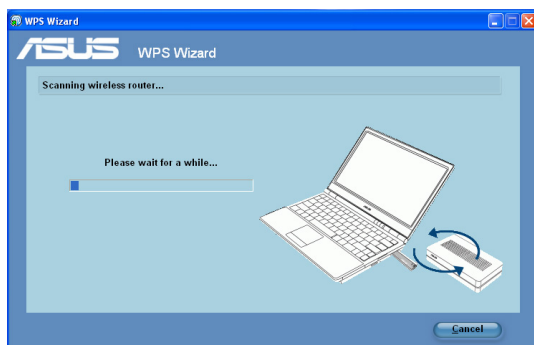 WPS Wizard
ASUS WPS Wizard
Scanning wireless router...
Please wait for a while...
Cancel